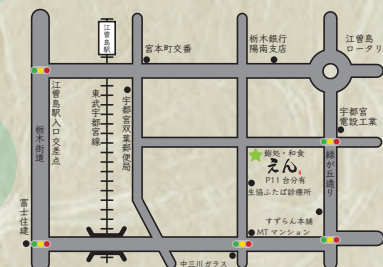 江曽島駅
宮本町交番
栃木銀行
陽南支店
江曽島
ロータリー
江曽島駅入口交差点
東武宇都宮線
宇都宮双葉郵便局
宇都宮
電設工業
栃木街道
鮨処・和食
えん
P11台分有
生協ふたば診療所
緑が丘通り
富士住建
すずらん本舗
MTマンション
中三川ガラス